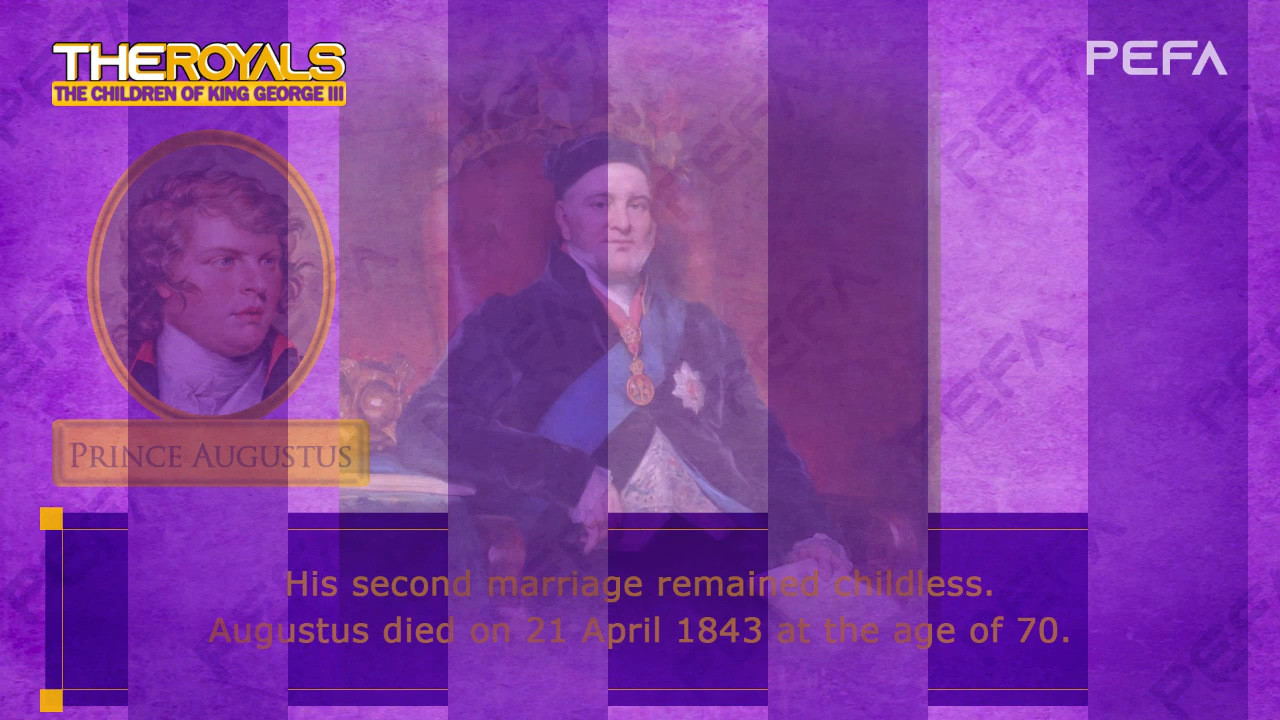 THEROYALS
THE CHILDREN OF KING GEORGE III
PEFA
PRINCE AUGUSTUS
His second marriage remained childless.
Augustus died on 21 April 1843 at the age of 70.